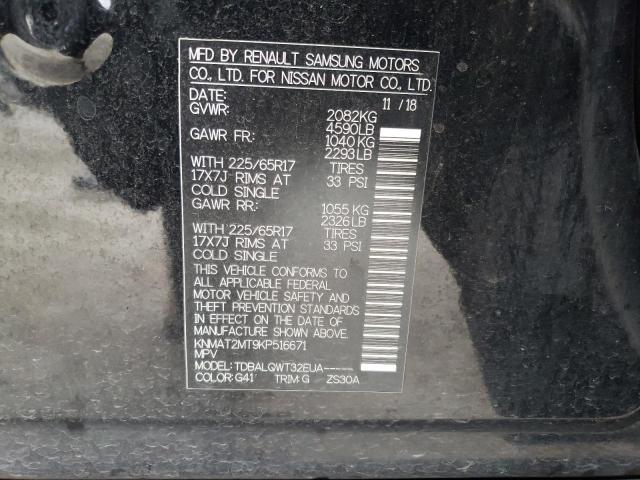 MFD BY RENAULT SAMSUNG MOTORS
CO., LTD. FOR NISSAN MOTOR CO., LTD.
DATE: 11 / 18
GVWR: 2082KG
4590LB
GAWR FR: 1040 KG
2293LB
WITH 225/65R17 TIRES
17X7J RIMS AT 33 PSI
COLD SINGLE
GAWR RR: 1055 KG
2326LB
WITH 225/65R17 TIRES
17X7J RIMS AT 33 PSI
COLD SINGLE
THIS VEHICLE CONFORMS TO
ALL APPLICABLE FEDERAL
MOTOR VEHICLE SAFETY AND
THEFT PREVENTION STANDARDS
IN EFFECT ON THE DATE OF
MANUFACTURE SHOWN ABOVE.
KNMAT2MT9KP516671
MPV
MODEL: TDBALQWT32EUA-----
COLOR: G41 TRIM: G ZS30A